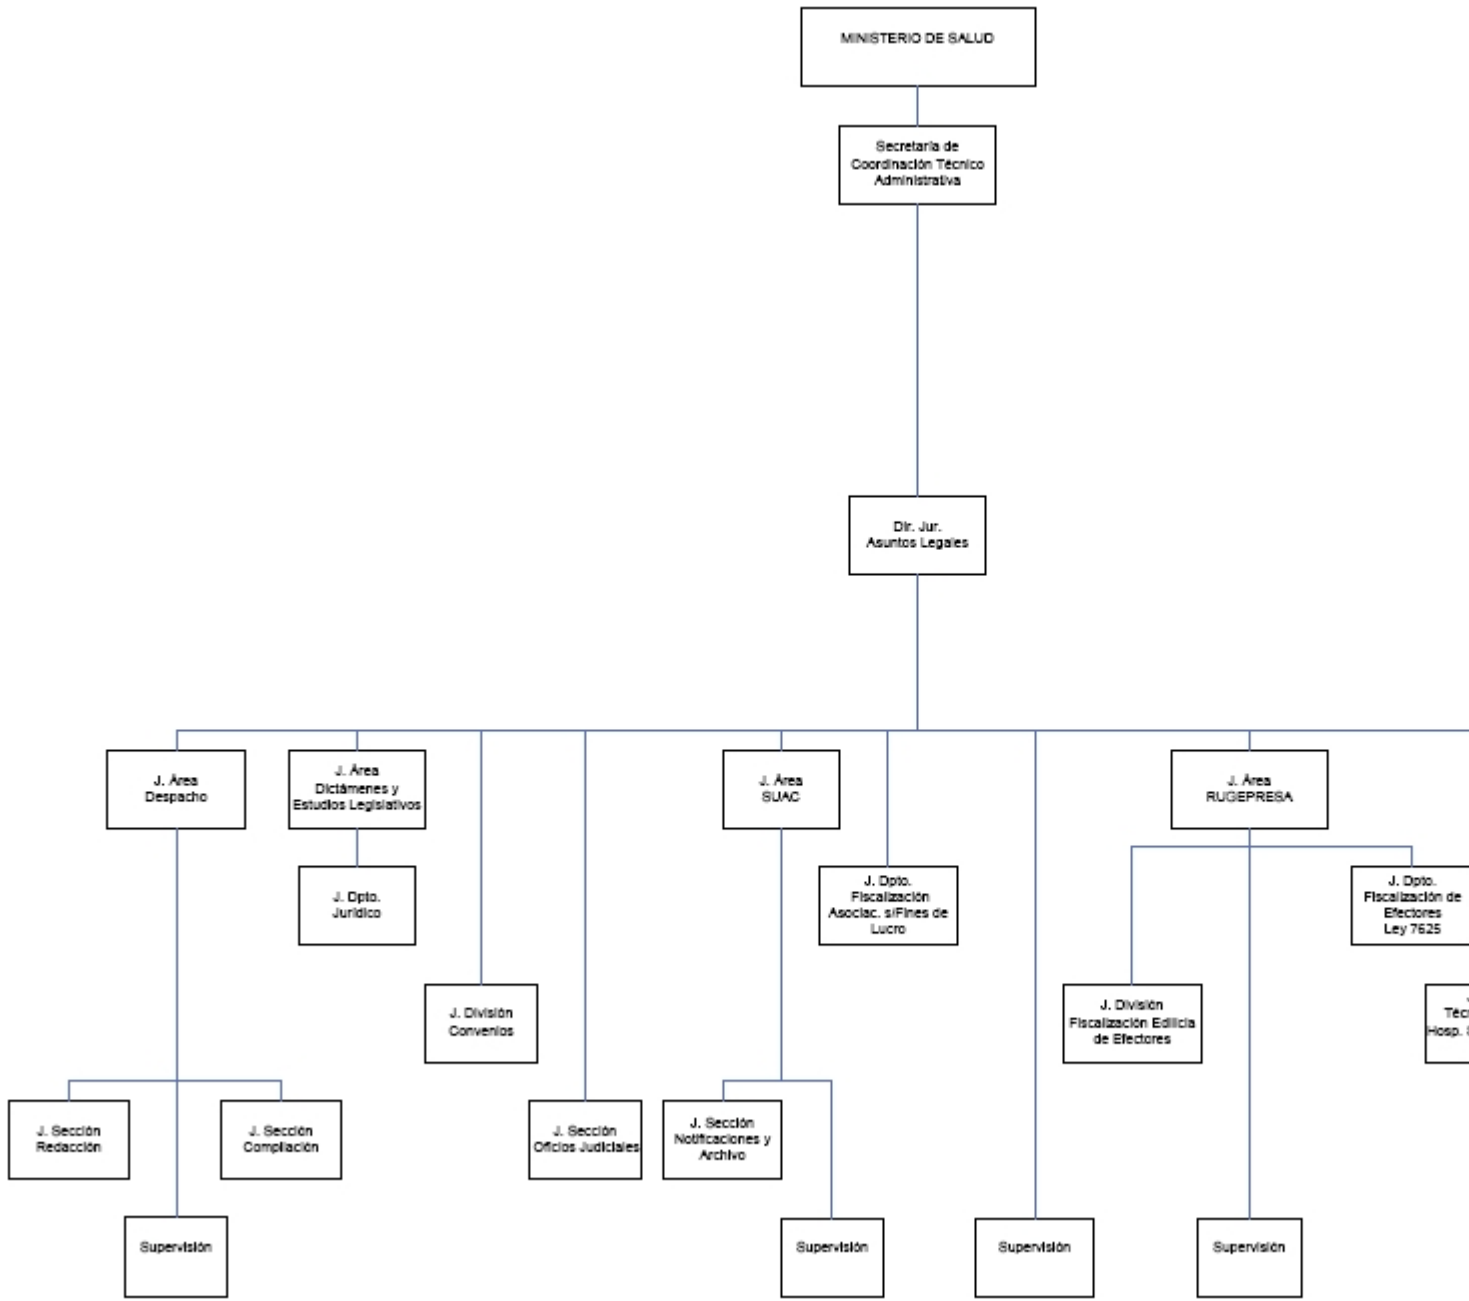 MINISTERIO DE SALUD
Secretaria de
Coordinación Técnico
Administrativa
Dir. Jur.
Asuntos Legales
J. Área
Despacho
J. Área
Dictámenes y
Estudios Legislativos
J. Área
SUAC
J. Área
RUGEPRESA
J. Dpto.
Jurídico
J. Dpto.
Fiscalización
Asociac. s/Fines de
Lucro
J. Dpto.
Fiscalización de
Efectores
Ley 7625
J. División
Convenios
J. División
Fiscalización Edilicia
de Efectores
Hosp.
J. Sección
Redacción
J. Sección
Compilación
J. Sección
Oficios Judiciales
J. Sección
Notificaciones y
Archivo
Supervisión
Supervisión
Supervisión
Supervisión